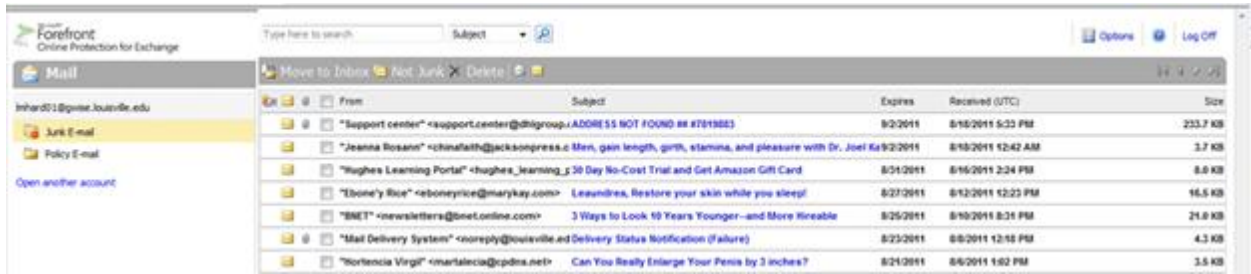 Forefront
Online Protection for Exchange
Type here to search Subject
Options Log Off
Mail
Move to Inbox Not Junk Delete
lmhard01@gwise.louisville.edu
Junk E-mail
Policy E-mail
Open another account
From Subject Expires Received (UTC) Size
"Support center" <support.center@dhlgroup. ADDRESS NOT FOUND ## #7819883 9/2/2011 8/18/2011 5:33 PM 233.7 KB
"Jeanna Rosann" <chinafaith@jacksonpress.c Men, gain length, girth, stamina, and pleasure with Dr. Joel Ka 9/2/2011 8/18/2011 12:42 AM 3.7 KB
"Hughes Learning Portal" <hughes_learning_p 30 Day No-Cost Trial and Get Amazon Gift Card 8/31/2011 8/16/2011 2:24 PM 8.0 KB
"Ebone'y Rice" <eboneyrice@marykay.com> Leaundrea, Restore your skin while you sleep! 8/27/2011 8/12/2011 12:23 PM 16.5 KB
"BNET" <newsletters@bnet.online.com> 3 Ways to Look 10 Years Younger--and More Hireable 8/25/2011 8/10/2011 8:31 PM 21.0 KB
"Mail Delivery System" <noreply@louisville.ed Delivery Status Notification (Failure) 8/23/2011 8/8/2011 12:18 PM 4.3 KB
"Hortencia Virgil" <martalecia@cpdns.net> Can You Really Enlarge Your Penis by 3 inches? 8/21/2011 8/6/2011 1:02 PM 3.5 KB